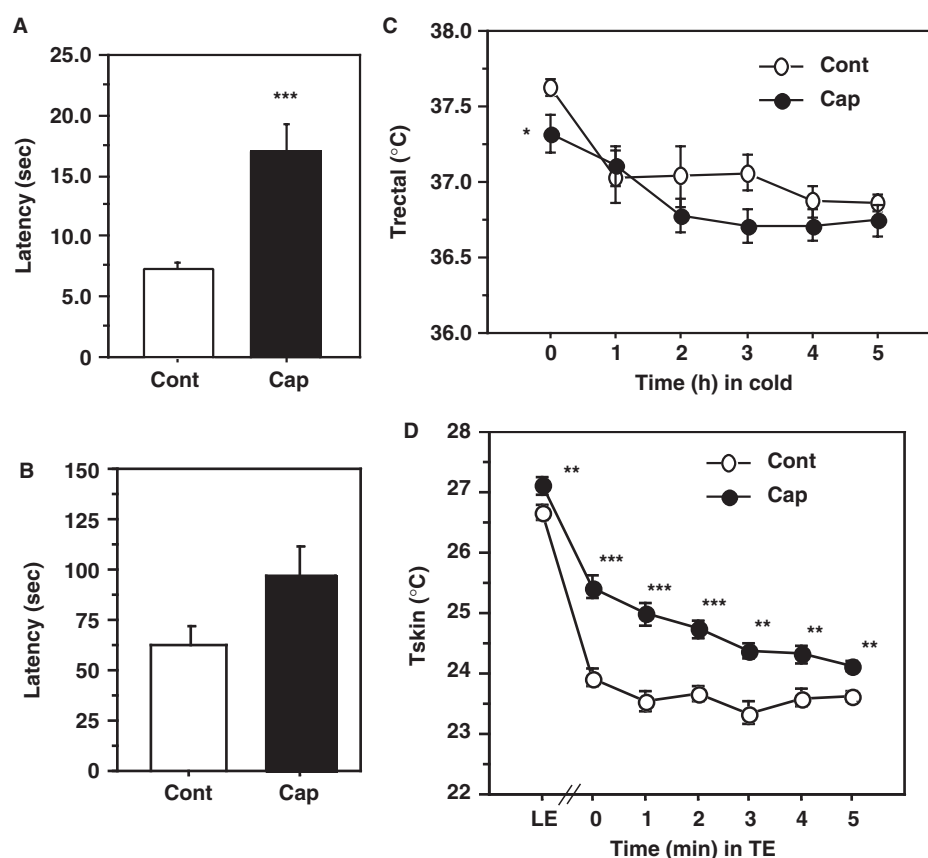 A
25.0
20.0
15.0
10.0
5.0
0
Latency (sec)
***
Cont
Cap
B
150
125
100
75
50
25
0
Latency (sec)
Cont
Cap
C
38.0
37.5
37.0
36.5
36.0
Trectal (°C)
Cont
Cap
*
0 1 2 3 4 5
Time (h) in cold
D
28
27
26
25
24
23
22
Tskin (°C)
Cont
Cap
** *** *** *** ** ** **
LE 0 1 2 3 4 5
Time (min) in TE